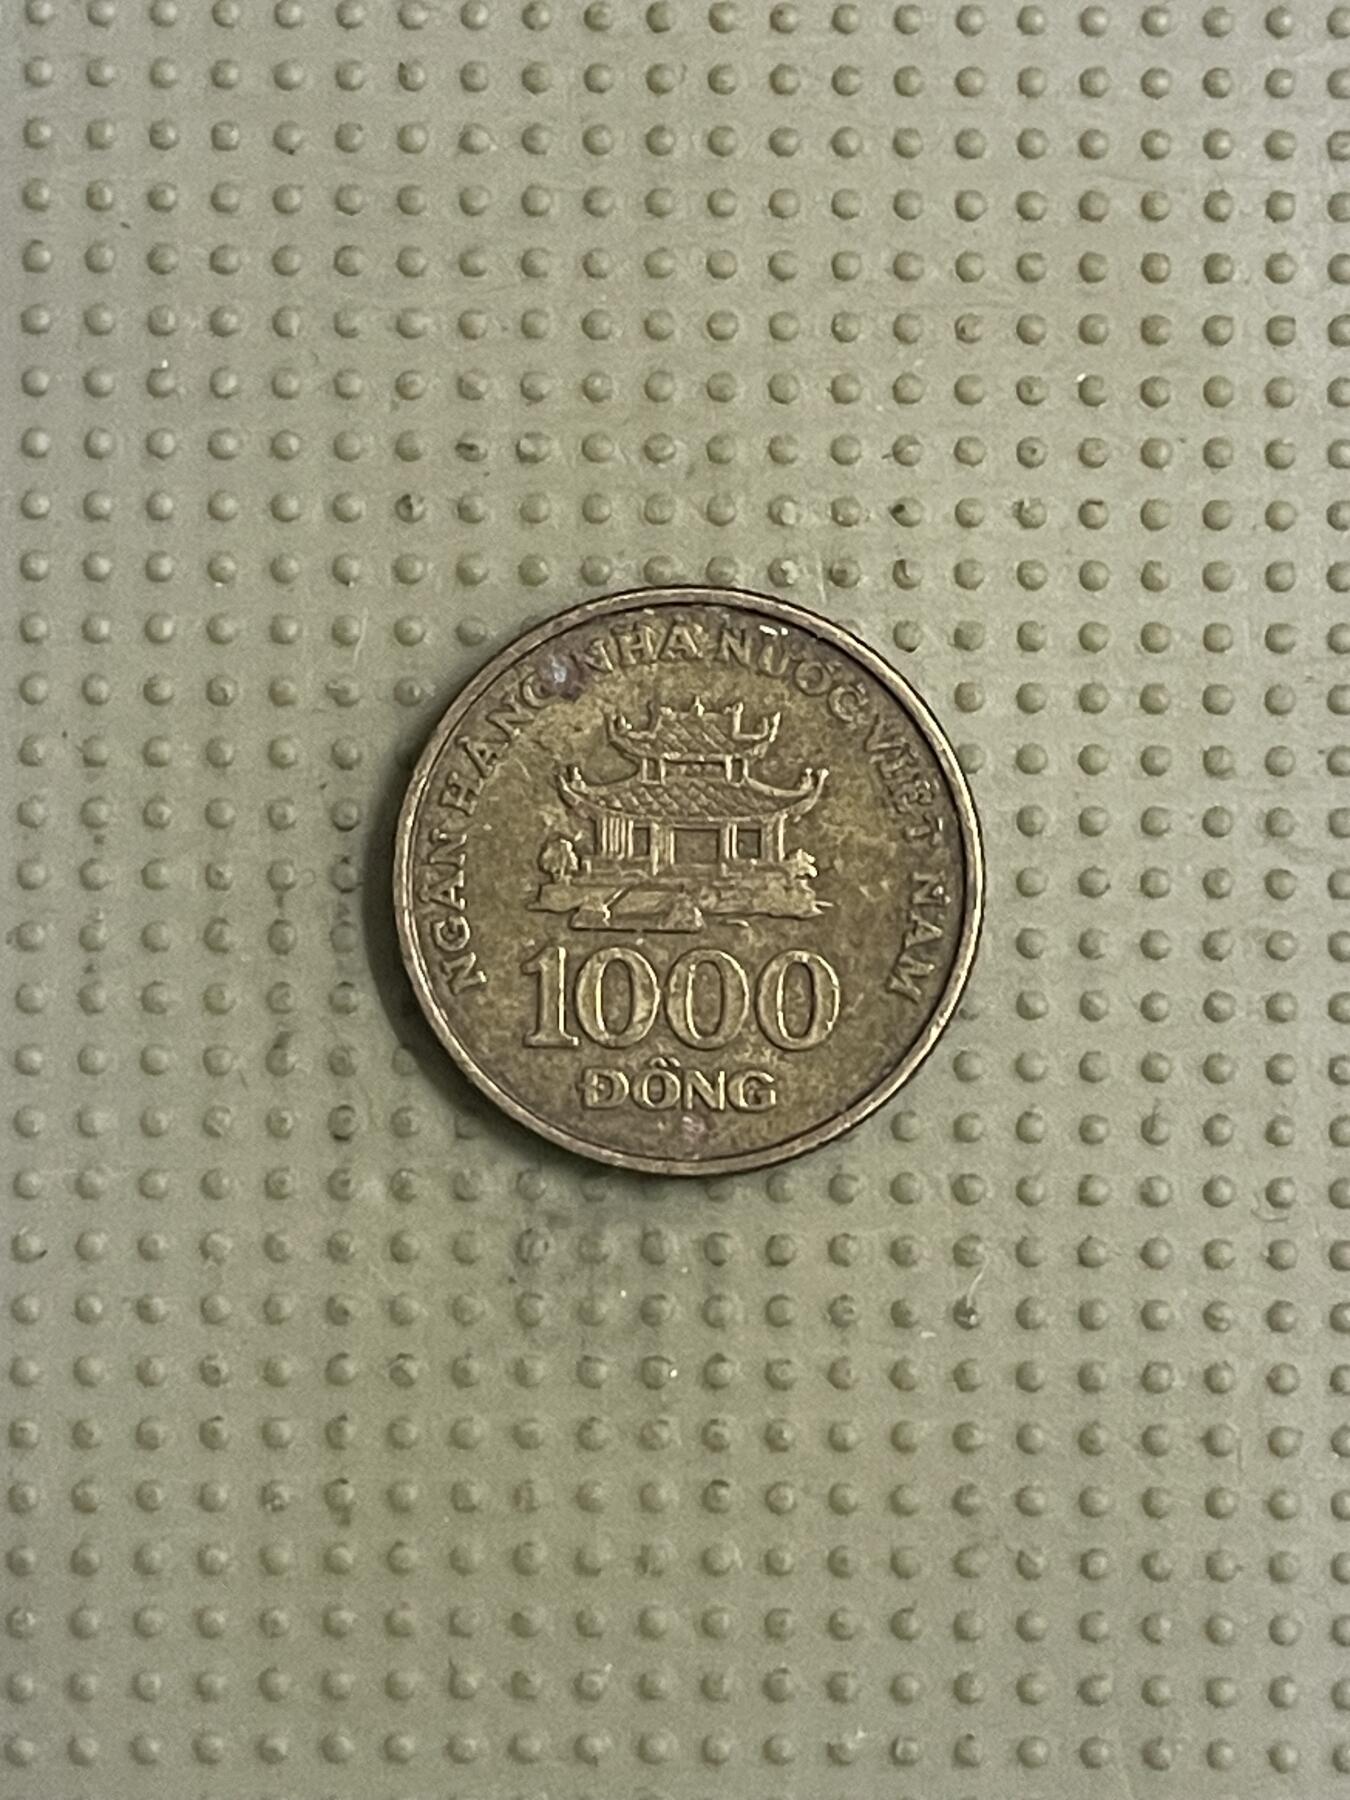 NGÂN HÀNG NHÀ NƯỚC VIỆT NAM
1000
ĐỒNG